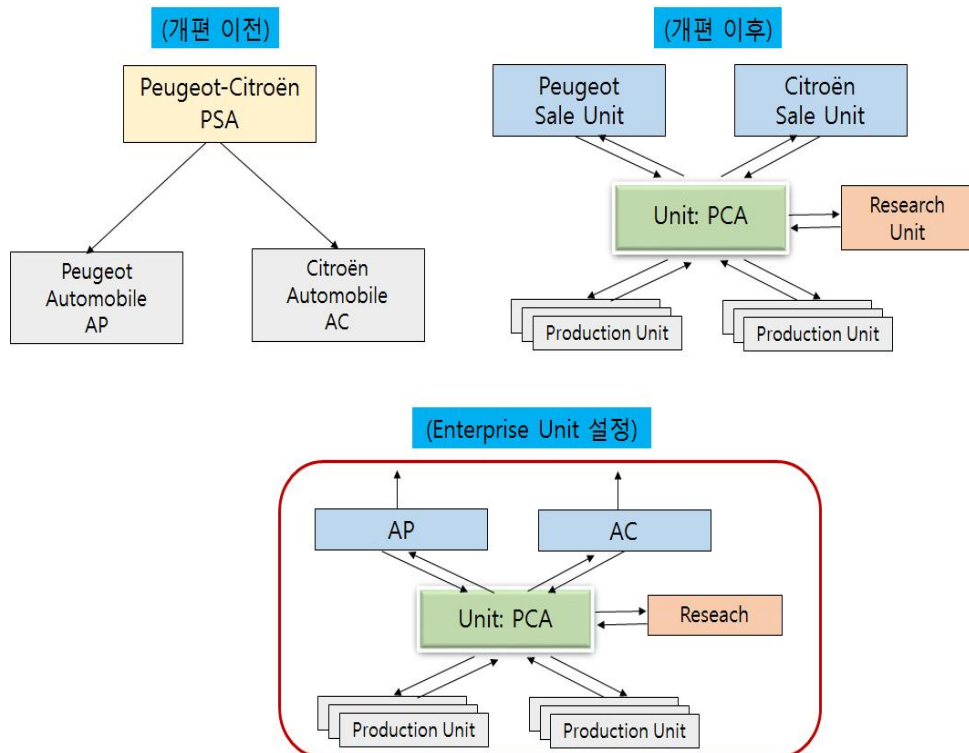 (개편 이전)
Peugeot-Citroën
PSA
Peugeot
Automobile
AP
Citroën
Automobile
AC
(개편 이후)
Peugeot
Sale Unit
Citroën
Sale Unit
Unit: PCA
Research
Unit
Production Unit
Production Unit
(Enterprise Unit 설정)
AP
AC
Unit: PCA
Reseach
Production Unit
Production Unit